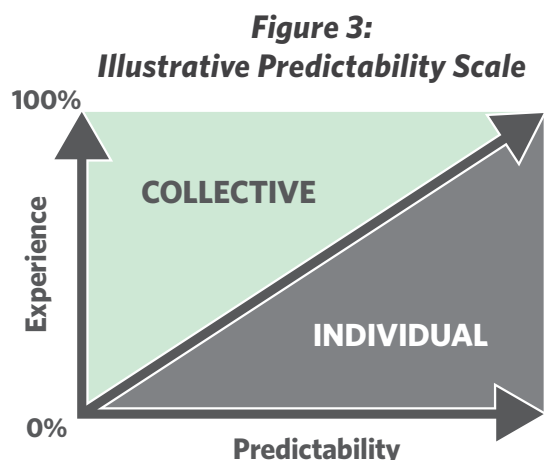 Figure 3:
Illustrative Predictability Scale
100%
COLLECTIVE
Experience
INDIVIDUAL
0%
Predictability